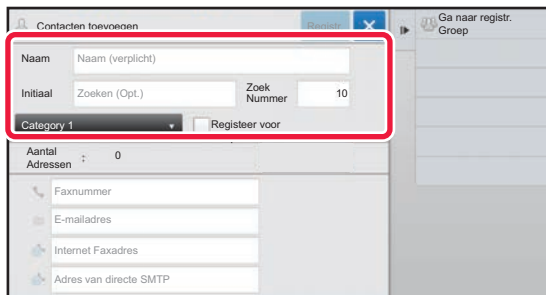 Contacten toevoegen
Registr.
Ga naar registr.
Groep
Naam
Naam (verplicht)
Initiaal
Zoeken (Opt.)
Zoek
Nummer
10
Category 1
Registeer voor
Aantal
Adressen : 0
Faxnummer
E-mailadres
Internet Faxadres
Adres van directe SMTP